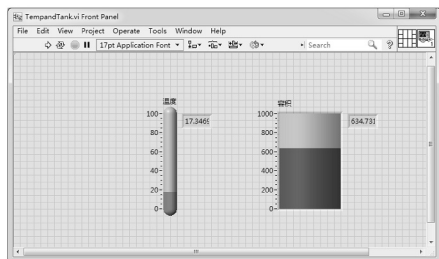 TempandTank.vi Front Panel
File Edit View Project Operate Tools Window Help
17pt Application Font
Search
温度
100
80
60
40
20
0
17.3469
容积
1000
800
600
400
200
0
634.731